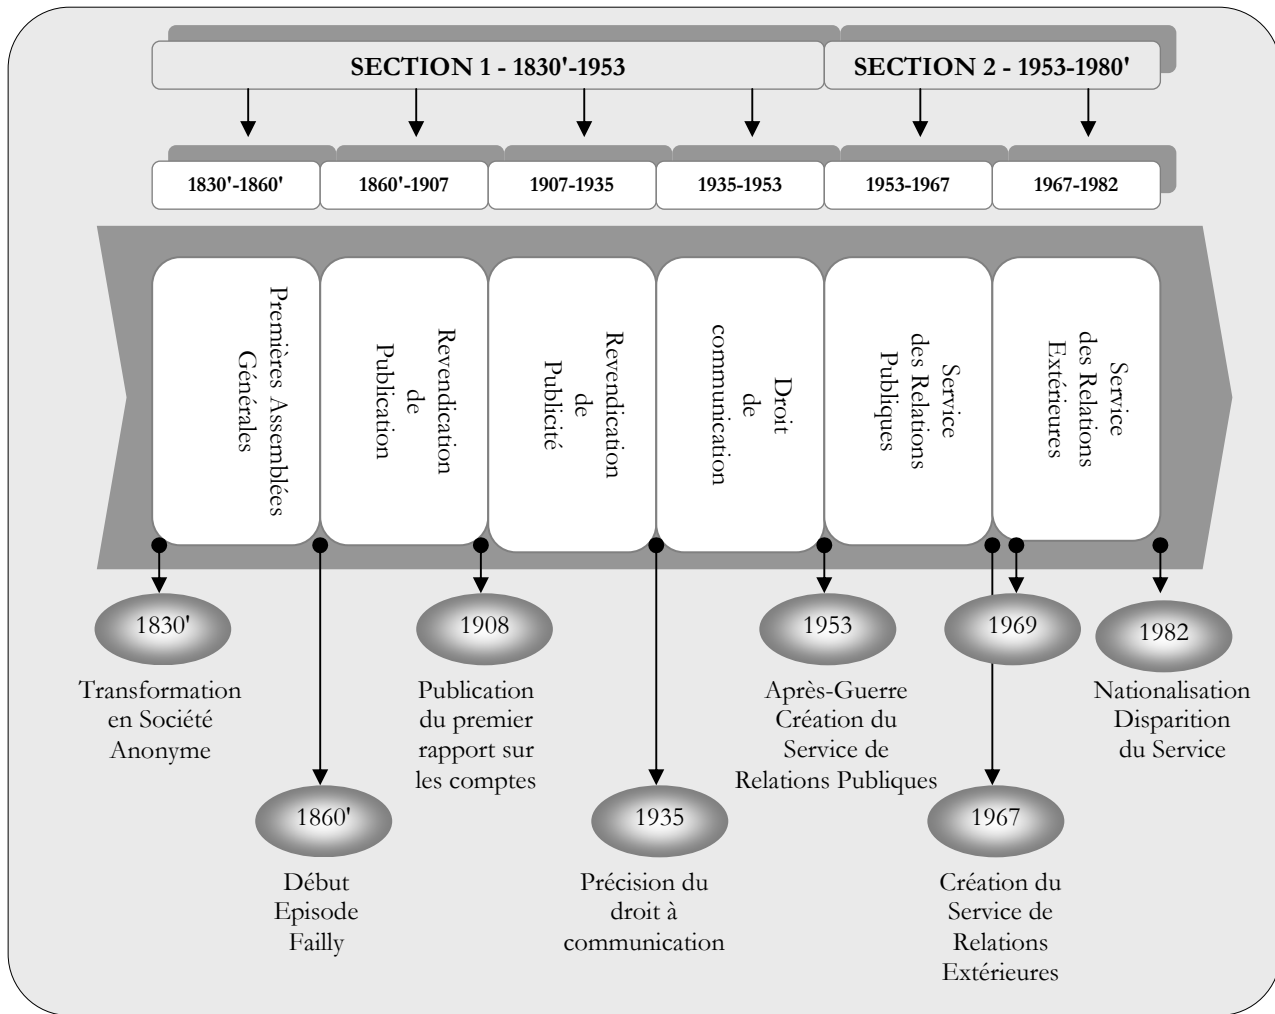 SECTION 1 - 1830'-1953
SECTION 2 - 1953-1980'
1830'-1860'
1860'-1907
1907-1935
1935-1953
1953-1967
1967-1982
Premières Assemblées
Générales
Revendication
de
Publication
Revendication
de
Publicité
Droit
de
communication
Service
des Relations
Publiques
Service
des Relations
Extérieures
1830'
Transformation
en Société
Anonyme
1860'
Début
Episode
Failly
1908
Publication
du premier
rapport sur
les comptes
1935
Précision du
droit à
communication
1953
Après-Guerre
Création du
Service de
Relations Publiques
1969
1967
Création du
Service de
Relations
Extérieures
1982
Nationalisation
Disparition
du Service